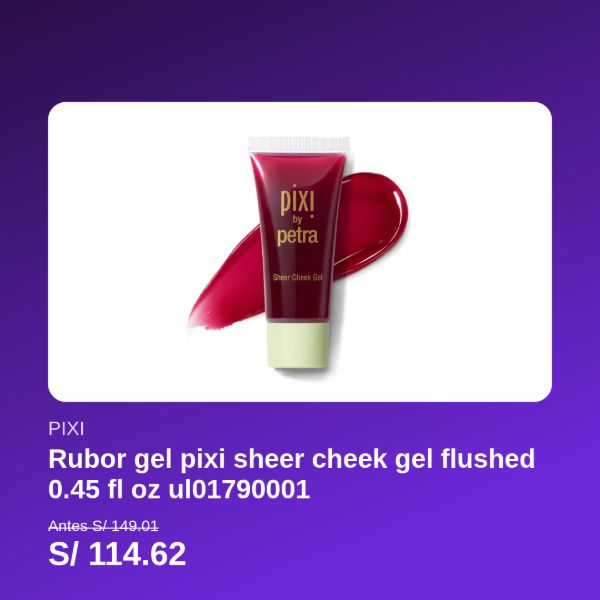 pixi
by
petra
Sheer Cheek Gel
PIXI
Rubor gel pixi sheer cheek gel flushed
0.45 fl oz ul01790001
Antes S/ 149.01
S/ 114.62